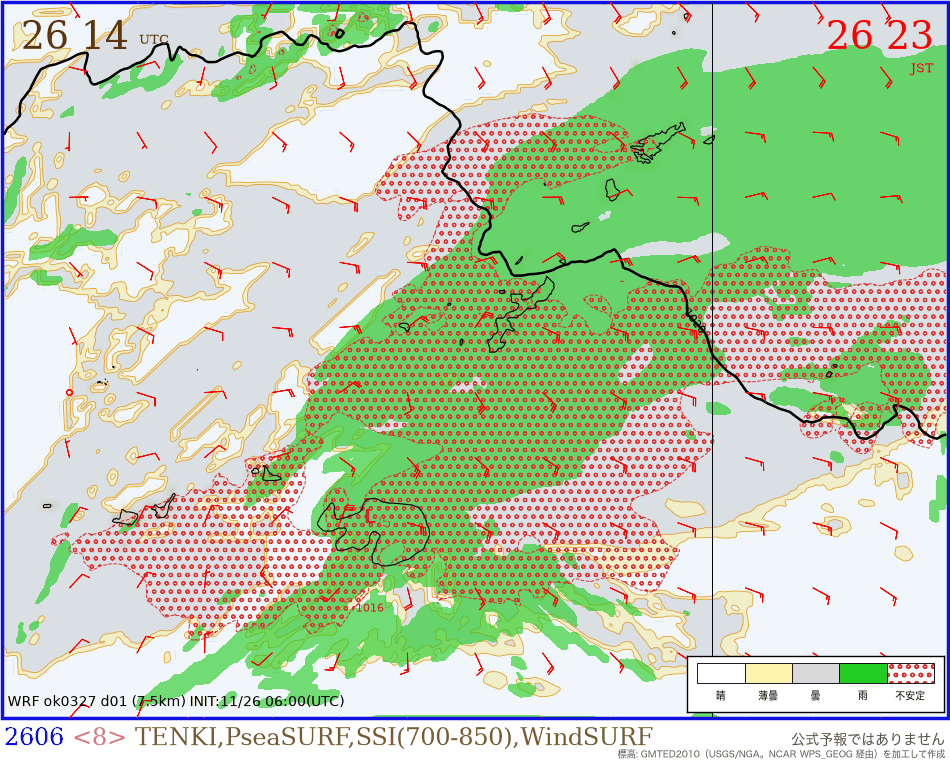 26 14 UTC
26 23
JST
L
1016
晴 薄曇 曇 雨 不安定
WRF ok0327 d01 (7.5km) INIT:11/26 06:00(UTC)
2606 <8> TENKI,PseaSURF,SSI(700-850),WindSURF
公式予報ではありません
標高: GMTED2010（USGS/NGA。NCAR WPS_GEOG 経由）を加工して作成